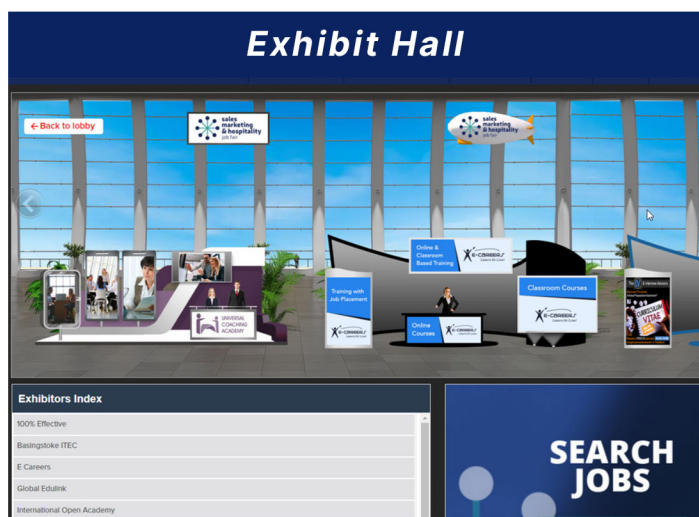 Exhibit Hall
← Back to lobby
sales
marketing
& hospitality
job fair
sales
marketing
& hospitality
job fair
Online &
Classroom
Based Training
E-CAREERS
Training with
Job Placement
E-CAREERS
UNIVERSAL
COACHING
ACADEMY
Online
Courses
E-CAREERS
Classroom Courses
E-CAREERS
CURRICULUM
VITAE
Exhibitors Index
100% Effective
Basingstoke ITEC
E Careers
Global Edulink
International Open Academy
SEARCH
JOBS